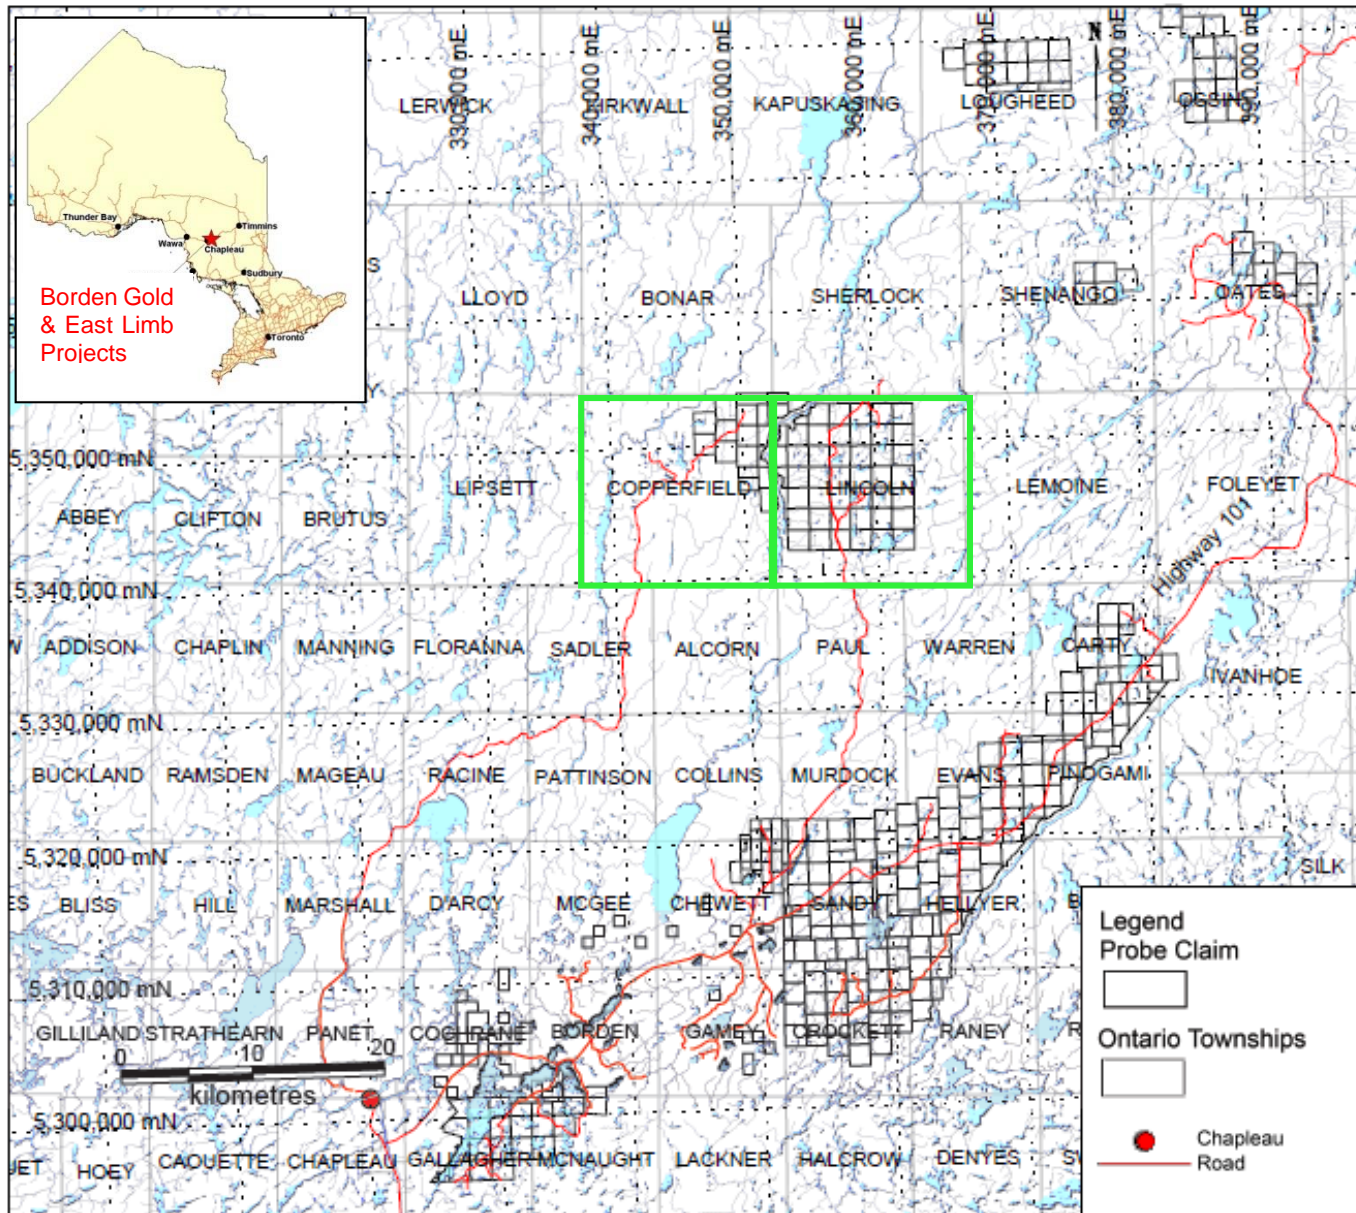 330,000 mE
340,000 mE
350,000 mE
360,000 mE
370,000 mE
380,000 mE
390,000 mE
N
LERWICK
KIRKWALL
KAPUSKASING
LOUGHEED
Thunder Bay
Timmins
Wawa
Chapleau
Sudbury
Toronto
Borden Gold
& East Limb
Projects
S
LLOYD
BONAR
SHERLOCK
SHENANGO
OATES
Y
5,350,000 mN
ABBEY
CLIFTON
BRUTUS
LIPSETT
COPPERFIELD
LINCOLN
LEMOINE
FOLEYET
Highway 101
5,340,000 mN
W
ADDISON
CHAPLIN
MANNING
FLORANNA
SADLER
ALCORN
PAUL
WARREN
CARTY
IVANHOE
5,330,000 mN
BUCKLAND
RAMSDEN
MAGEAU
RACINE
PATTINSON
COLLINS
MURDOCK
EVANS
PINOGAMI
5,320,000 mN
SILK
ES
BLISS
HILL
MARSHALL
D'ARCY
MCGEE
CHEWETT
SANDY
HELLYER
B
5,310,000 mN
GILLILAND
STRATHEARN
PANET
COCHRANE
BORDEN
GAMEY
CROCKETT
RANEY
R
0
10
20
kilometres
5,300,000 mN
UET
HOEY
CAOUETTE
CHAPLEAU
GALLAGHER
MCNAUGHT
LACKNER
HALCROW
DENYES
SW
Legend
Probe Claim
Ontario Townships
Chapleau
Road